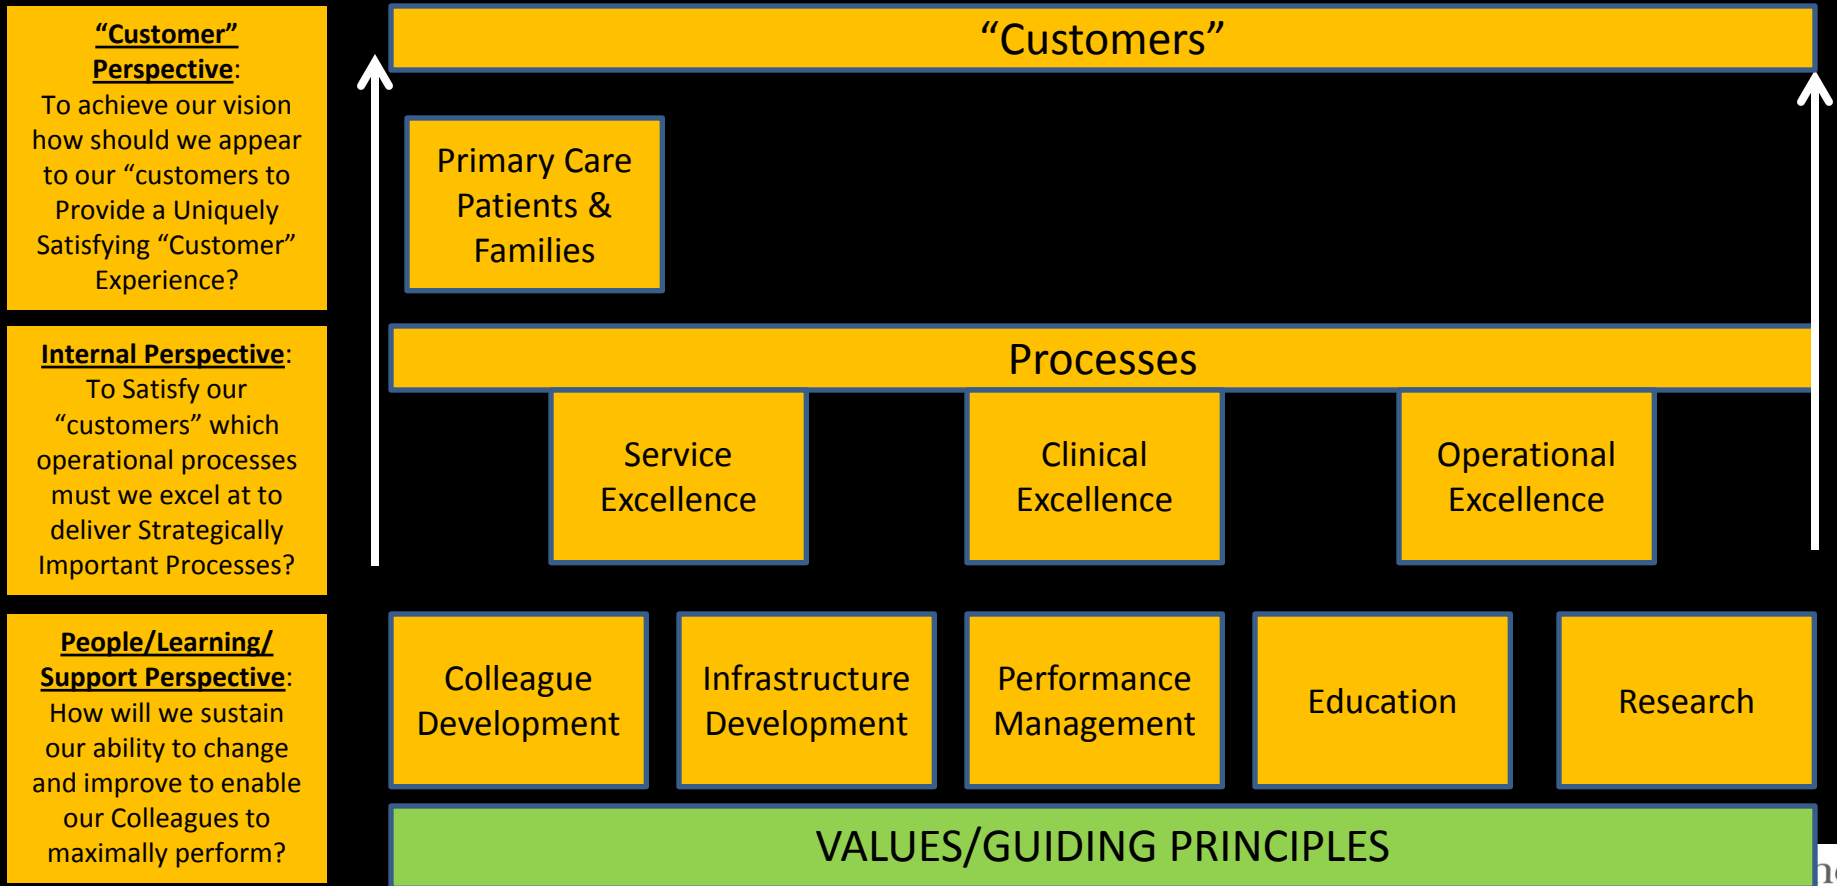 “Customer”
Perspective:
To achieve our vision
how should we appear
to our “customers to
Provide a Uniquely
Satisfying “Customer”
Experience?
“Customers”
Primary Care
Patients &
Families
Internal Perspective:
To Satisfy our
“customers” which
operational processes
must we excel at to
deliver Strategically
Important Processes?
Processes
Service
Excellence
Clinical
Excellence
Operational
Excellence
People/Learning/
Support Perspective:
How will we sustain
our ability to change
and improve to enable
our Colleagues to
maximally perform?
Colleague
Development
Infrastructure
Development
Performance
Management
Education
Research
VALUES/GUIDING PRINCIPLES